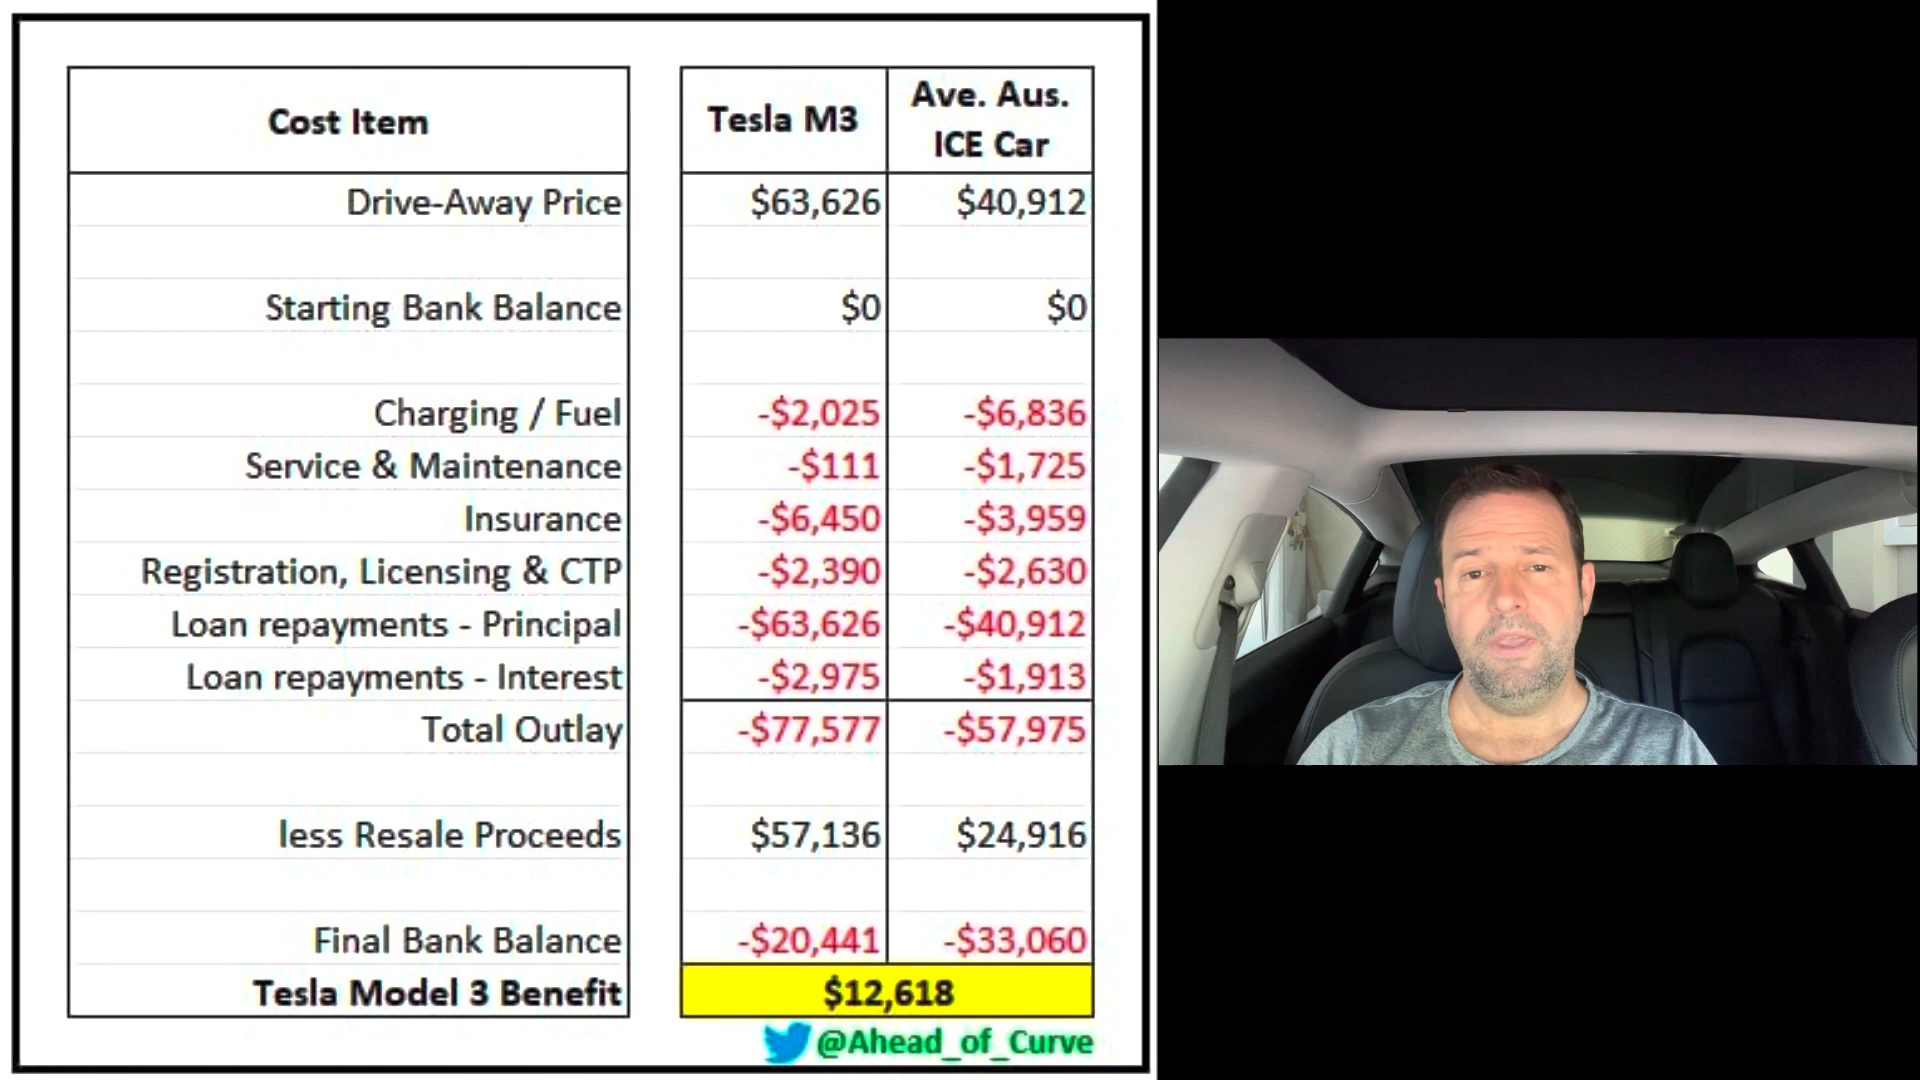 Cost Item Tesla M3 Ave. Aus. ICE Car
Drive-Away Price $63,626 $40,912
Starting Bank Balance $0 $0
Charging / Fuel -$2,025 -$6,836
Service & Maintenance -$111 -$1,725
Insurance -$6,450 -$3,959
Registration, Licensing & CTP -$2,390 -$2,630
Loan repayments - Principal -$63,626 -$40,912
Loan repayments - Interest -$2,975 -$1,913
Total Outlay -$77,577 -$57,975
less Resale Proceeds $57,136 $24,916
Final Bank Balance -$20,441 -$33,060
Tesla Model 3 Benefit $12,618
@Ahead_of_Curve